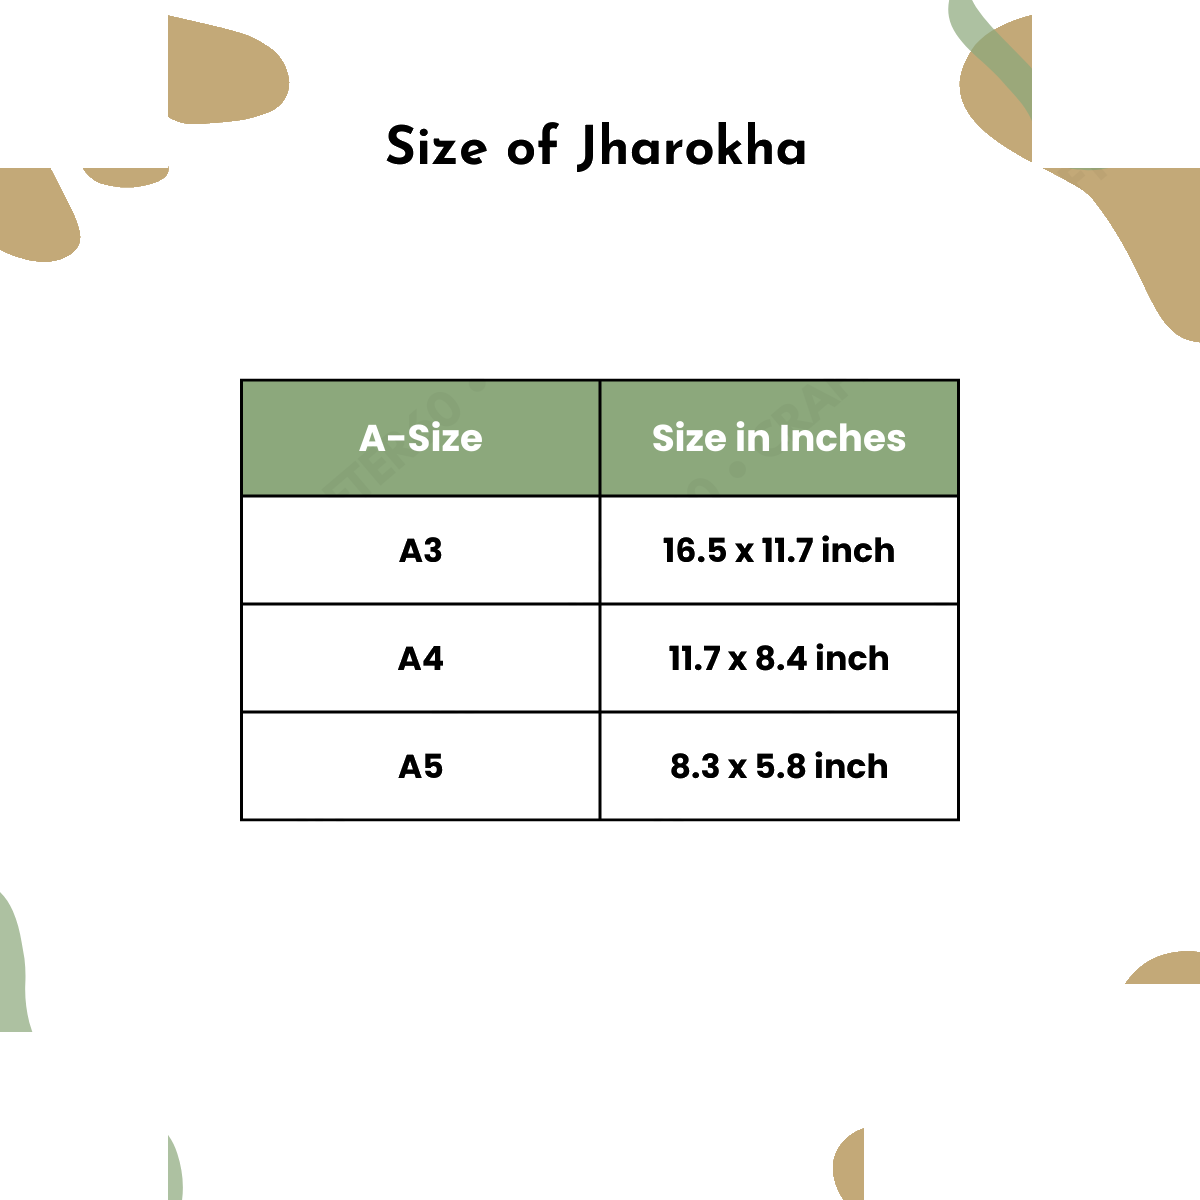 Size of Jharokha
A-Size Size in Inches
A3 16.5 x 11.7 inch
A4 11.7 x 8.4 inch
A5 8.3 x 5.8 inch